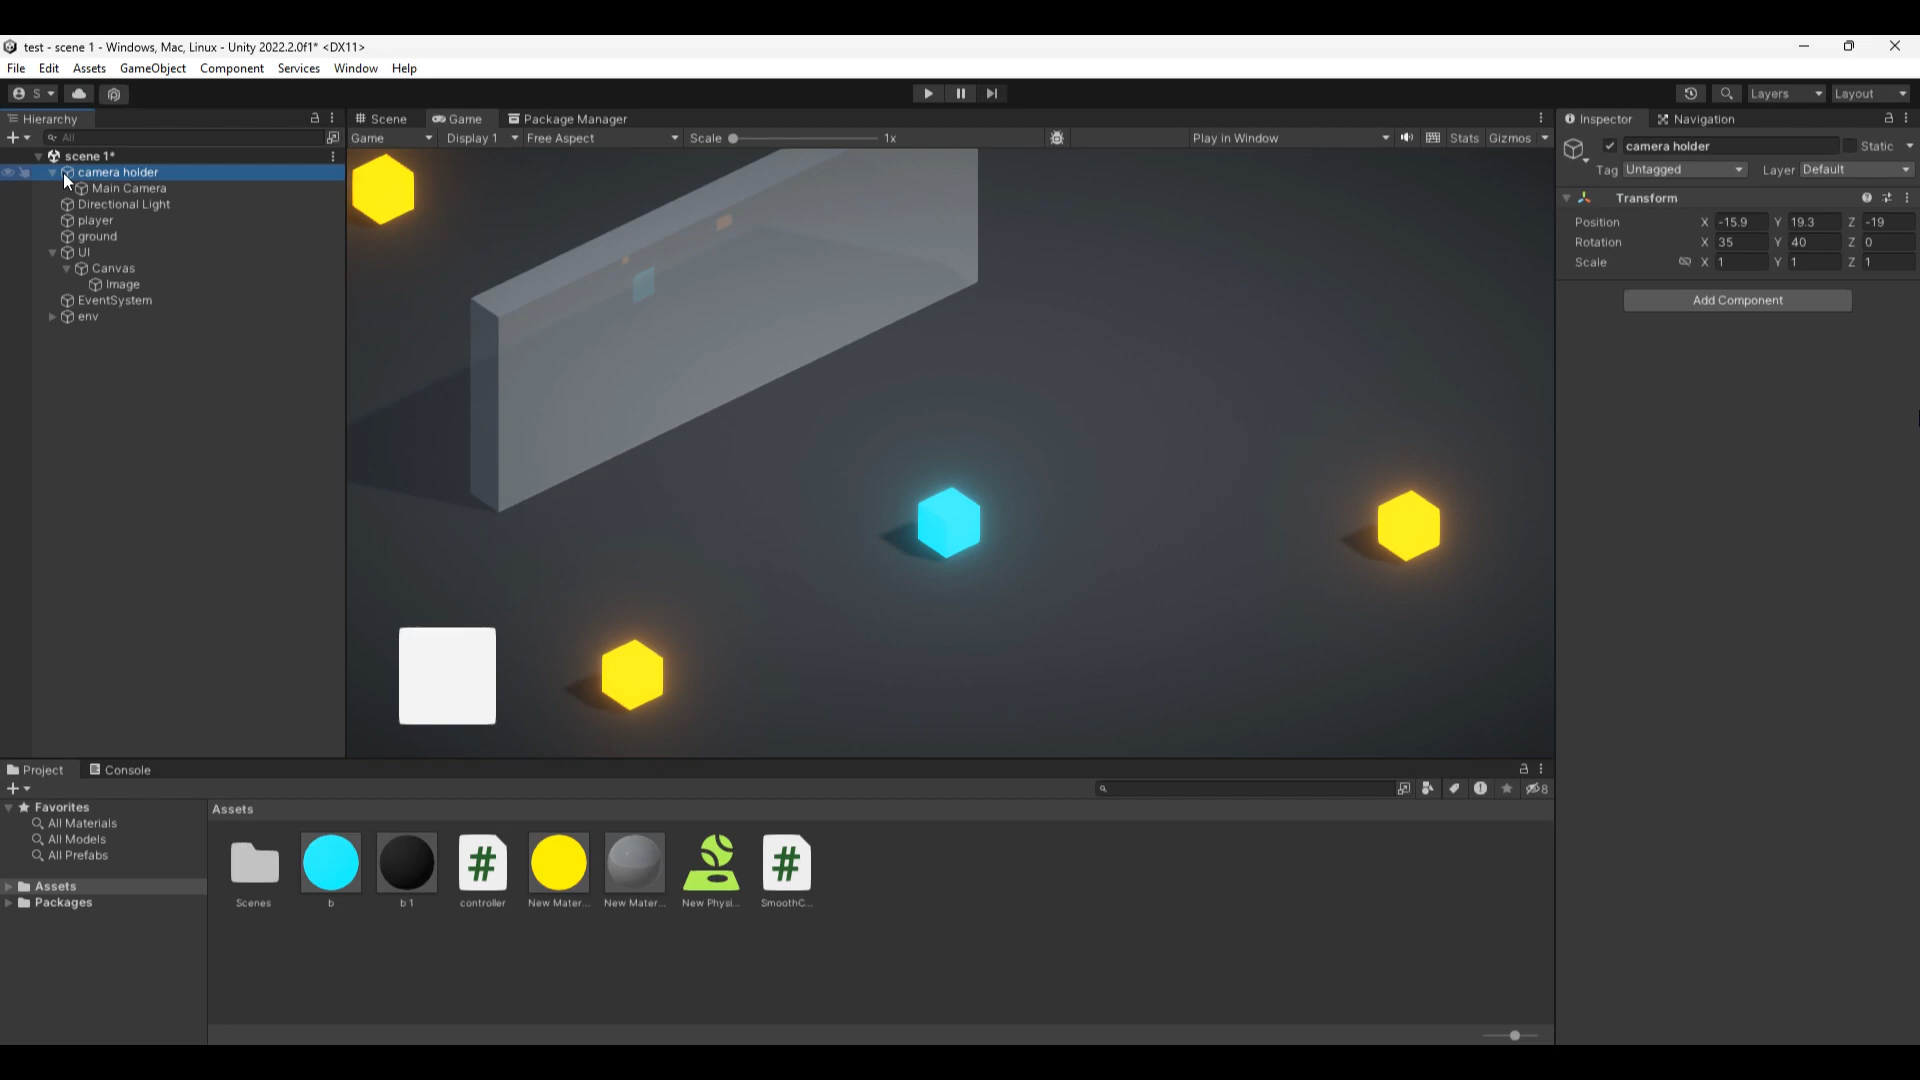 test - scene 1 - Windows, Mac, Linux - Unity 2022.2.0f1* <DX11>
File Edit Assets GameObject Component Services Window Help
S Layers Layout
Hierarchy Scene Game Package Manager Inspector Navigation
All Game Display 1 Free Aspect Scale 1x Play in Window Stats Gizmos
camera holder Static
Tag Untagged Layer Default
scene 1*
camera holder
Main Camera
Directional Light
player
ground
UI
Canvas
Image
EventSystem
env
Transform
Position X -15.9 Y 19.3 Z -19
Rotation X 35 Y 40 Z 0
Scale X 1 Y 1 Z 1
Add Component
Project Console
8
Favorites
All Materials
All Models
All Prefabs
Assets
Packages
Assets
Scenes b b 1 controller New Mater... New Mater... New Physi... SmoothC...